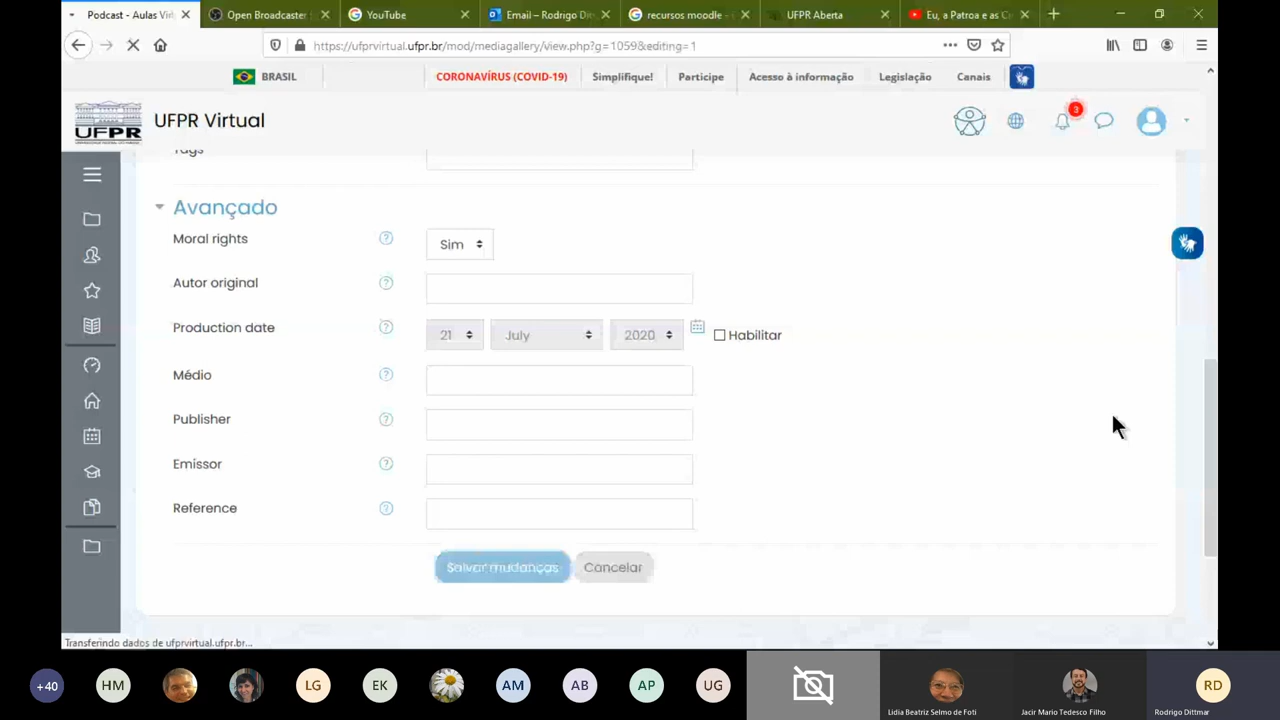 Podcast - Aulas Virt
Open Broadcaster
YouTube
Email – Rodrigo Ditt
recursos moodle -
UFPR Aberta
Eu, a Patroa e as C
https://ufprvirtual.ufpr.br/mod/mediagallery/view.php?g=1059&editing=1
BRASIL
CORONAVÍRUS (COVID-19)
Simplifique!
Participe
Acesso à informação
Legislação
Canais
UFPR
UFPR Virtual
3
Tags
Avançado
Moral rights
Sim
Autor original
Production date
21
July
2020
Habilitar
Médio
Publisher
Emíssor
Reference
Salvar mudanças
Cancelar
Transferindo dados de ufprvirtual.ufpr.br...
+40
HM
LG
EK
AM
AB
AP
UG
RD
Lidia Beatriz Selmo de Foti
Jacir Mario Tedesco Filho
Rodrigo Dittmar